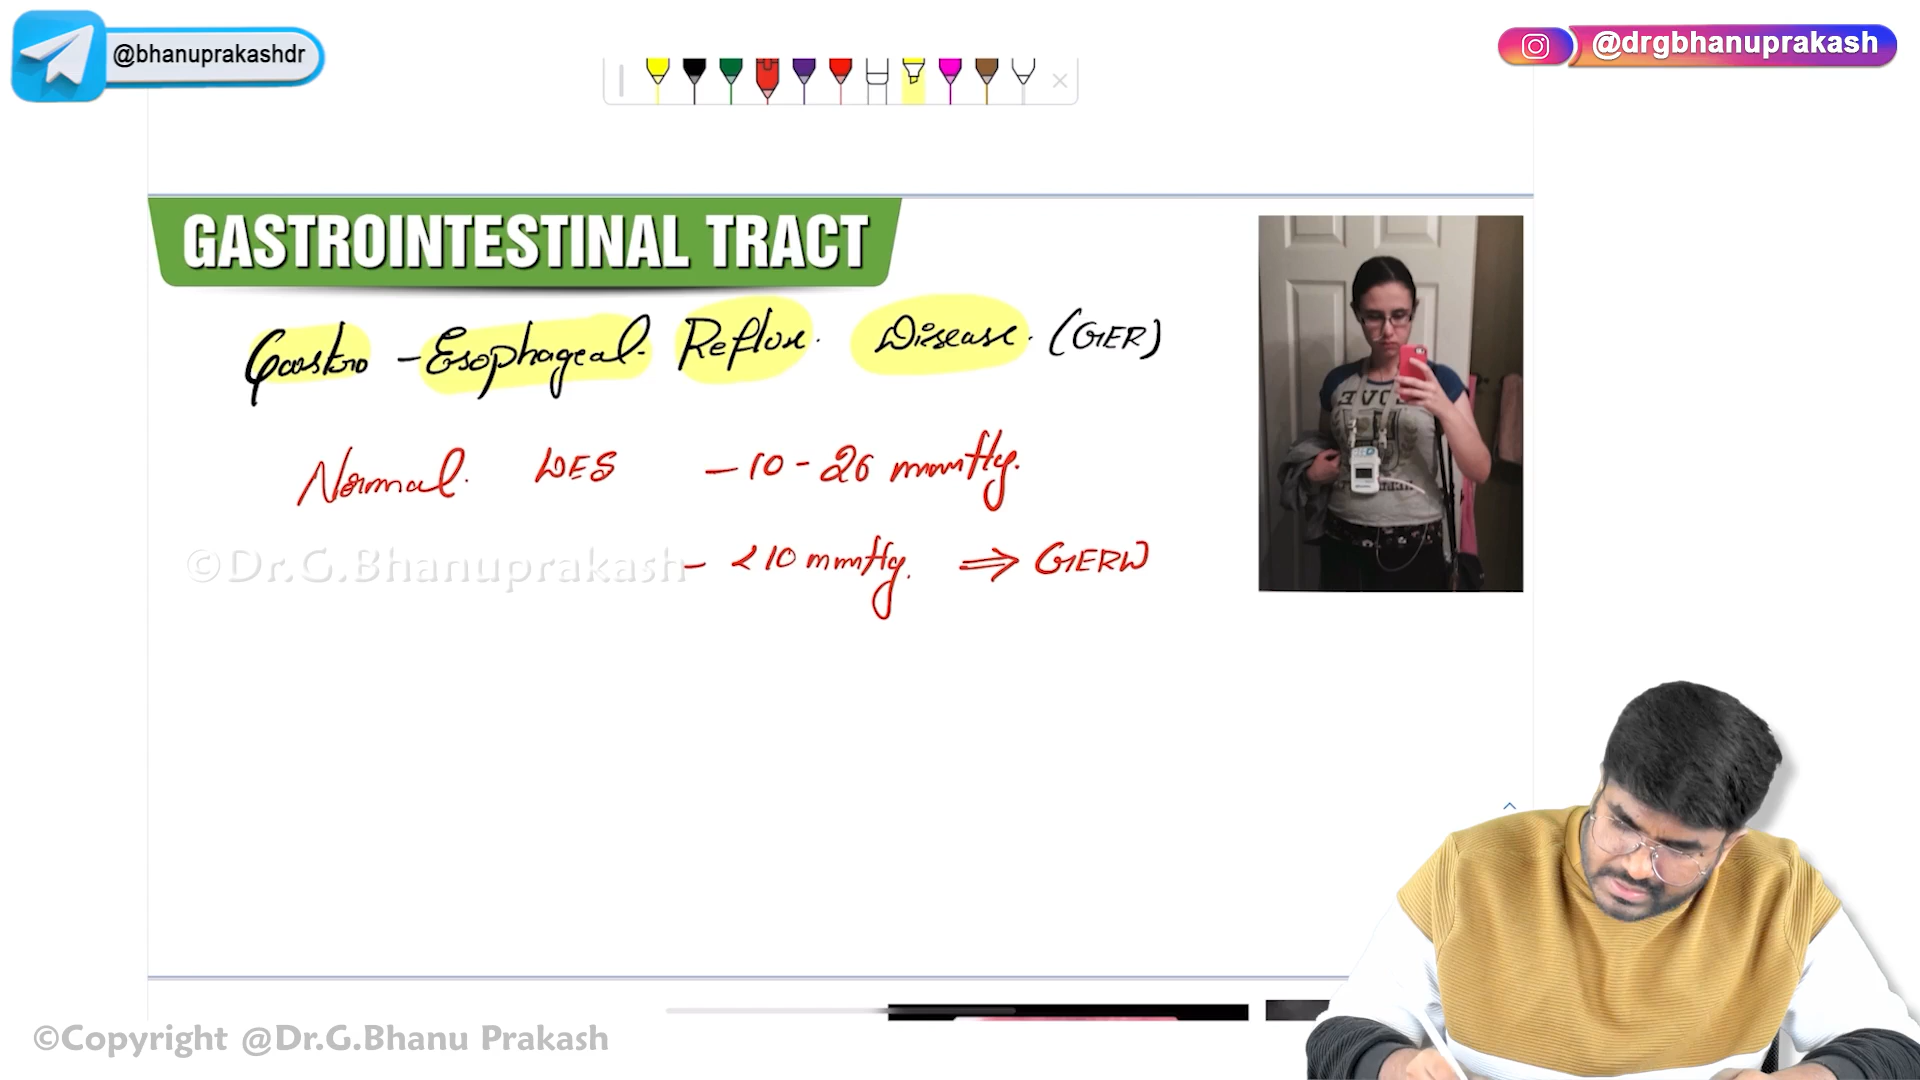 @bhanuprakashdr
@drgbhanuprakash
GASTROINTESTINAL TRACT
Gastro - Esophageal Reflux Disease (GER)
Normal LES - 10 - 26 mmHg.
- <10 mmHg. ⇒ GERD
©Dr.G.Bhanuprakash
©Copyright @Dr.G.Bhanu Prakash